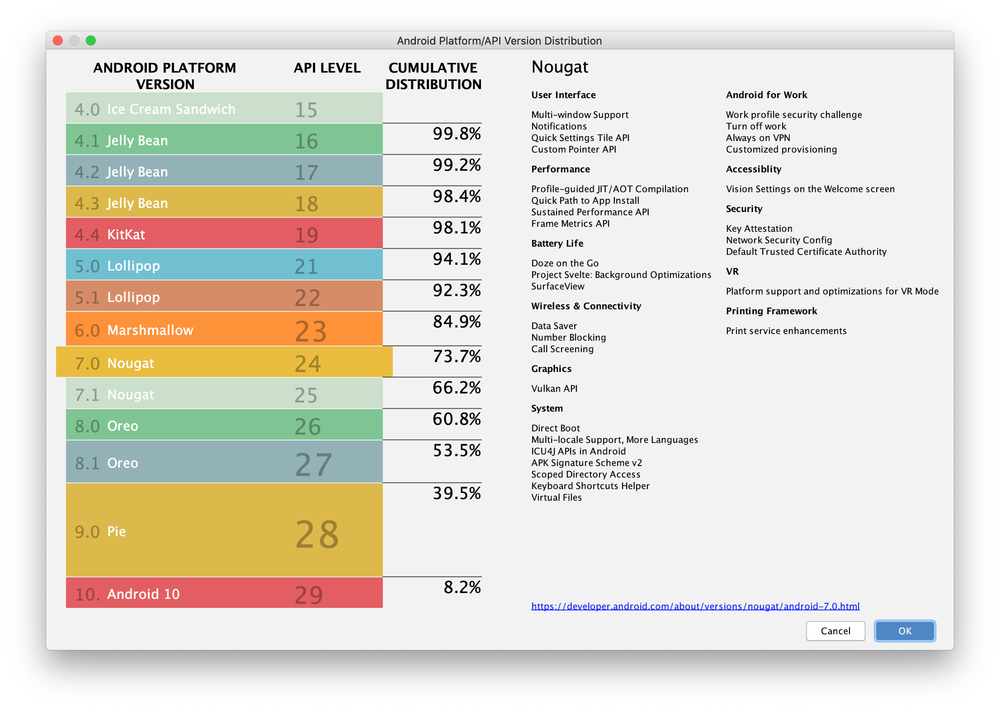 Android Platform/API Version Distribution
ANDROID PLATFORM
VERSION
API LEVEL
CUMULATIVE
DISTRIBUTION
4.0 Ice Cream Sandwich 15
99.8%
4.1 Jelly Bean 16
99.2%
4.2 Jelly Bean 17
98.4%
4.3 Jelly Bean 18
98.1%
4.4 KitKat 19
94.1%
5.0 Lollipop 21
92.3%
5.1 Lollipop 22
84.9%
6.0 Marshmallow 23
73.7%
7.0 Nougat 24
66.2%
7.1 Nougat 25
60.8%
8.0 Oreo 26
53.5%
8.1 Oreo 27
39.5%
9.0 Pie 28
8.2%
10. Android 10 29
Nougat
User Interface
Multi-window Support
Notifications
Quick Settings Tile API
Custom Pointer API
Performance
Profile-guided JIT/AOT Compilation
Quick Path to App Install
Sustained Performance API
Frame Metrics API
Battery Life
Doze on the Go
Project Svelte: Background Optimizations
SurfaceView
Wireless & Connectivity
Data Saver
Number Blocking
Call Screening
Graphics
Vulkan API
System
Direct Boot
Multi-locale Support, More Languages
ICU4J APIs in Android
APK Signature Scheme v2
Scoped Directory Access
Keyboard Shortcuts Helper
Virtual Files
Android for Work
Work profile security challenge
Turn off work
Always on VPN
Customized provisioning
Accessiblity
Vision Settings on the Welcome screen
Security
Key Attestation
Network Security Config
Default Trusted Certificate Authority
VR
Platform support and optimizations for VR Mode
Printing Framework
Print service enhancements
https://developer.android.com/about/versions/nougat/android-7.0.html
Cancel
OK